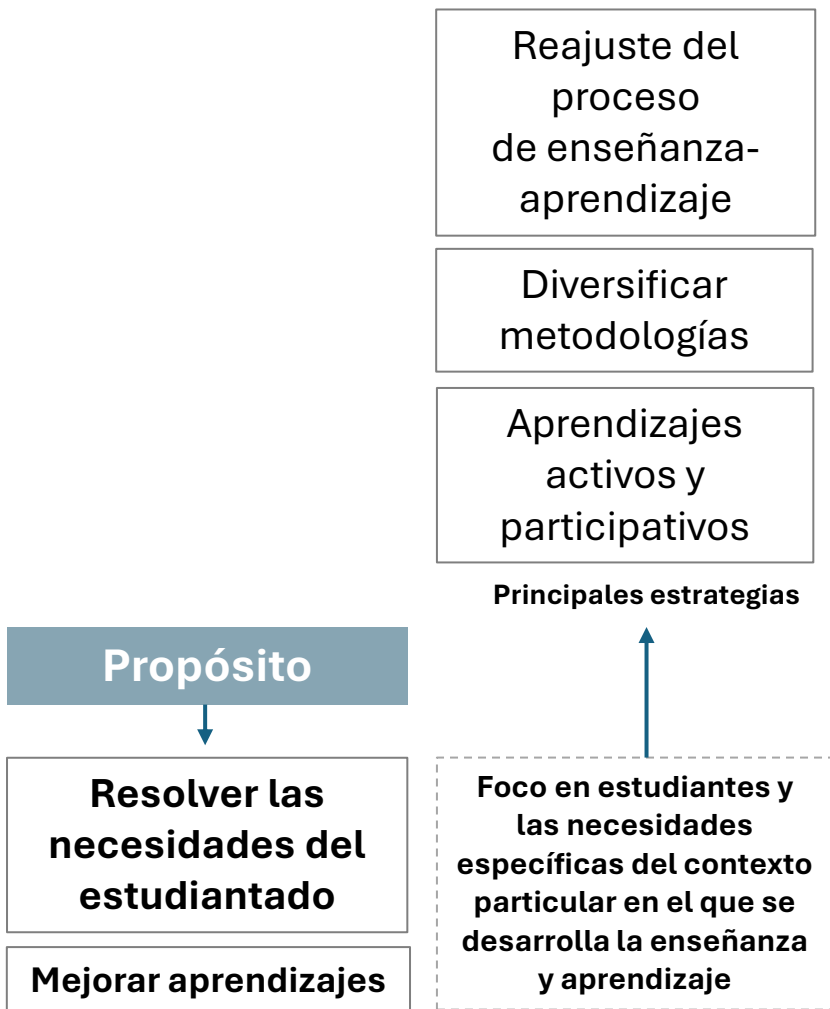 Reajuste del
proceso
de enseñanza-
aprendizaje
Diversificar
metodologías
Aprendizajes
activos y
participativos
Principales estrategias
Propósito
Resolver las
necesidades del
estudiantado
Mejorar aprendizajes
Foco en estudiantes y
las necesidades
específicas del contexto
particular en el que se
desarrolla la enseñanza
y aprendizaje